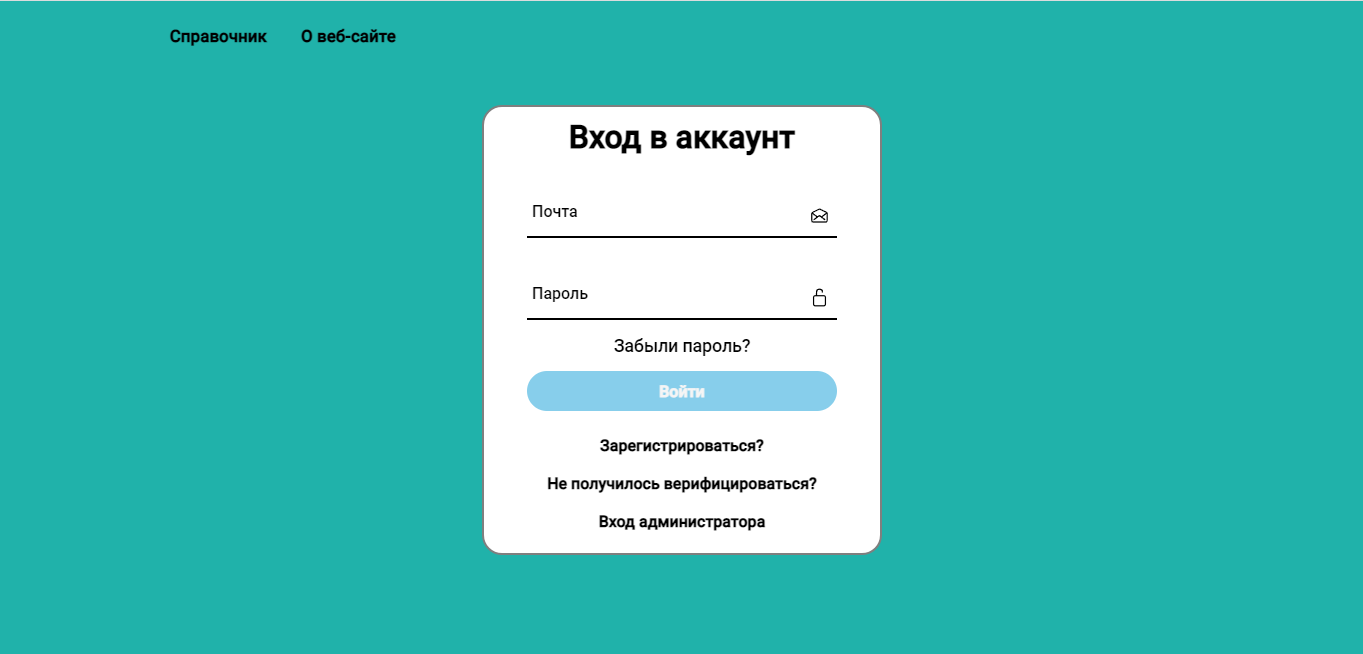 Справочник О веб-сайте
Вход в аккаунт
Почта
Пароль
Забыли пароль?
Войти
Зарегистрироваться?
Не получилось верифицироваться?
Вход администратора